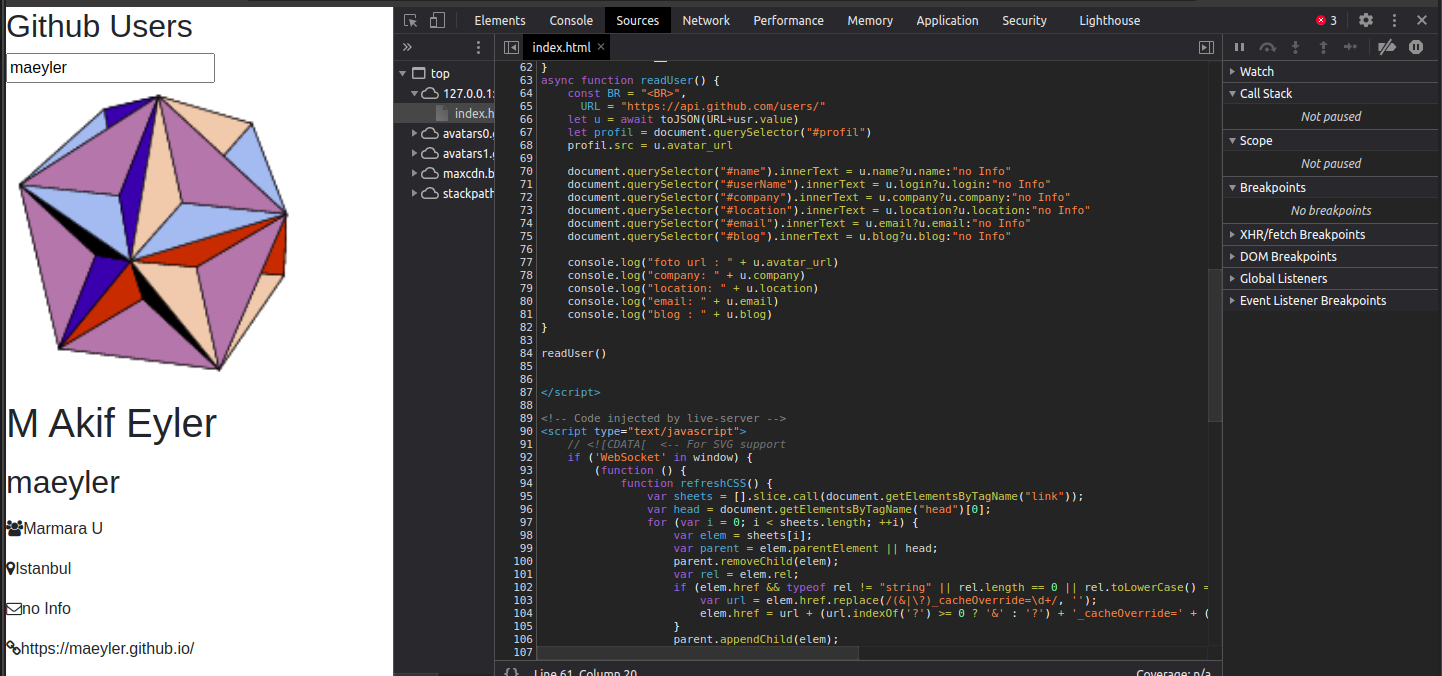 Github Users
maeyler
M Akif Eyler
maeyler
Marmara U
Istanbul
no Info
https://maeyler.github.io/
Elements Console Sources Network Performance Memory Application Security Lighthouse 3
index.html ×
top
127.0.0.1:
index.h
avatars0.g
avatars1.g
maxcdn.b
stackpath
62 }
63 async function readUser() {
64 const BR = "<BR>",
65 URL = "https://api.github.com/users/"
66 let u = await toJSON(URL+usr.value)
67 let profil = document.querySelector("#profil")
68 profil.src = u.avatar_url
69
70 document.querySelector("#name").innerText = u.name?u.name:"no Info"
71 document.querySelector("#userName").innerText = u.login?u.login:"no Info"
72 document.querySelector("#company").innerText = u.company?u.company:"no Info"
73 document.querySelector("#location").innerText = u.location?u.location:"no Info"
74 document.querySelector("#email").innerText = u.email?u.email:"no Info"
75 document.querySelector("#blog").innerText = u.blog?u.blog:"no Info"
76
77 console.log("foto url : " + u.avatar_url)
78 console.log("company: " + u.company)
79 console.log("location: " + u.location)
80 console.log("email: " + u.email)
81 console.log("blog : " + u.blog)
82 }
83
84 readUser()
85
86
87 </script>
88
89 <!-- Code injected by live-server -->
90 <script type="text/javascript">
91 // <![CDATA[ <-- For SVG support
92 if ('WebSocket' in window) {
93 (function () {
94 function refreshCSS() {
95 var sheets = [].slice.call(document.getElementsByTagName("link"));
96 var head = document.getElementsByTagName("head")[0];
97 for (var i = 0; i < sheets.length; ++i) {
98 var elem = sheets[i];
99 var parent = elem.parentElement || head;
100 parent.removeChild(elem);
101 var rel = elem.rel;
102 if (elem.href && typeof rel != "string" || rel.length == 0 || rel.toLowerCase() =
103 var url = elem.href.replace(/(&|\?)_cacheOverride=\d+/, '');
104 elem.href = url + (url.indexOf('?') >= 0 ? '&' : '?') + '_cacheOverride=' + (
105 }
106 parent.appendChild(elem);
107
{} Line 61, Column 20 Coverage: n/a
Watch
Call Stack
Not paused
Scope
Not paused
Breakpoints
No breakpoints
XHR/fetch Breakpoints
DOM Breakpoints
Global Listeners
Event Listener Breakpoints